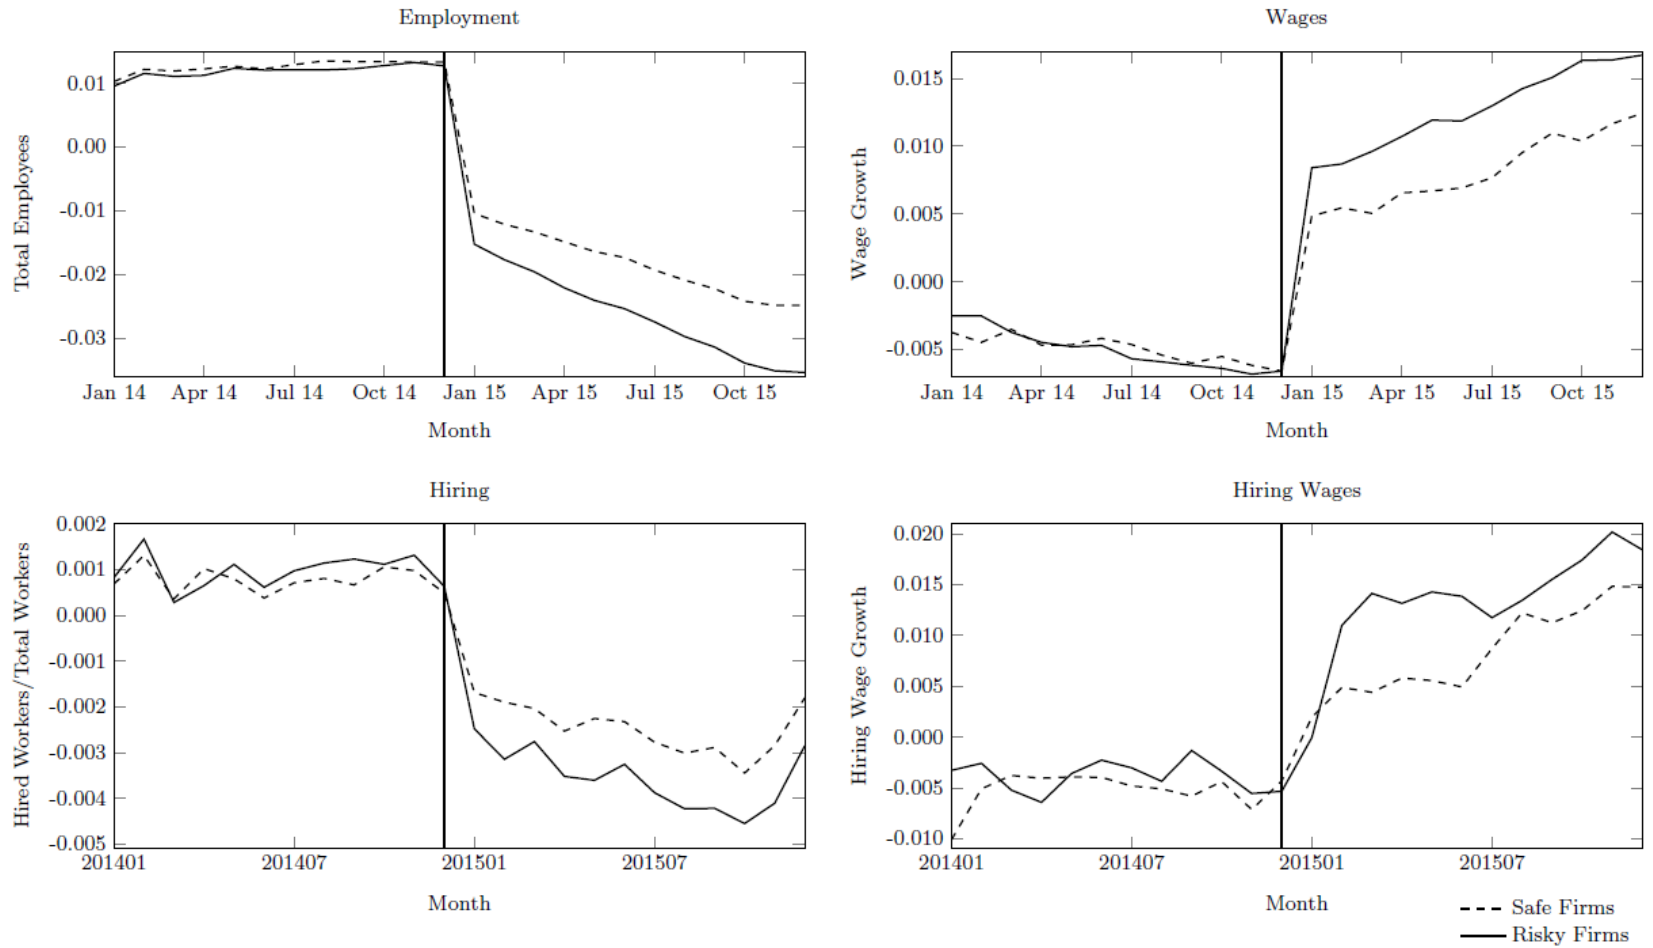 Employment
Total Employees
0.01
0.00
-0.01
-0.02
-0.03
Jan 14 Apr 14 Jul 14 Oct 14 Jan 15 Apr 15 Jul 15 Oct 15
Month
Wages
Wage Growth
0.015
0.010
0.005
0.000
-0.005
Jan 14 Apr 14 Jul 14 Oct 14 Jan 15 Apr 15 Jul 15 Oct 15
Month
Hiring
Hired Workers/Total Workers
0.002
0.001
0.000
-0.001
-0.002
-0.003
-0.004
-0.005
201401 201407 201501 201507
Month
Hiring Wages
Hiring Wage Growth
0.020
0.015
0.010
0.005
0.000
-0.005
-0.010
201401 201407 201501 201507
Month
Safe Firms
Risky Firms